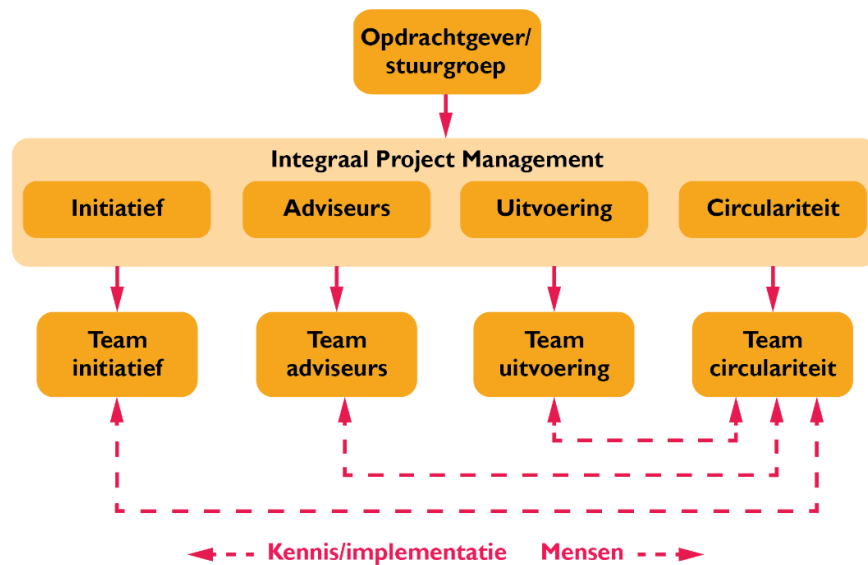 Opdrachtgever/
stuurgroep
Integraal Project Management
Initiatief
Adviseurs
Uitvoering
Circulariteit
Team
initiatief
Team
adviseurs
Team
uitvoering
Team
circulariteit
Kennis/implementatie
Mensen